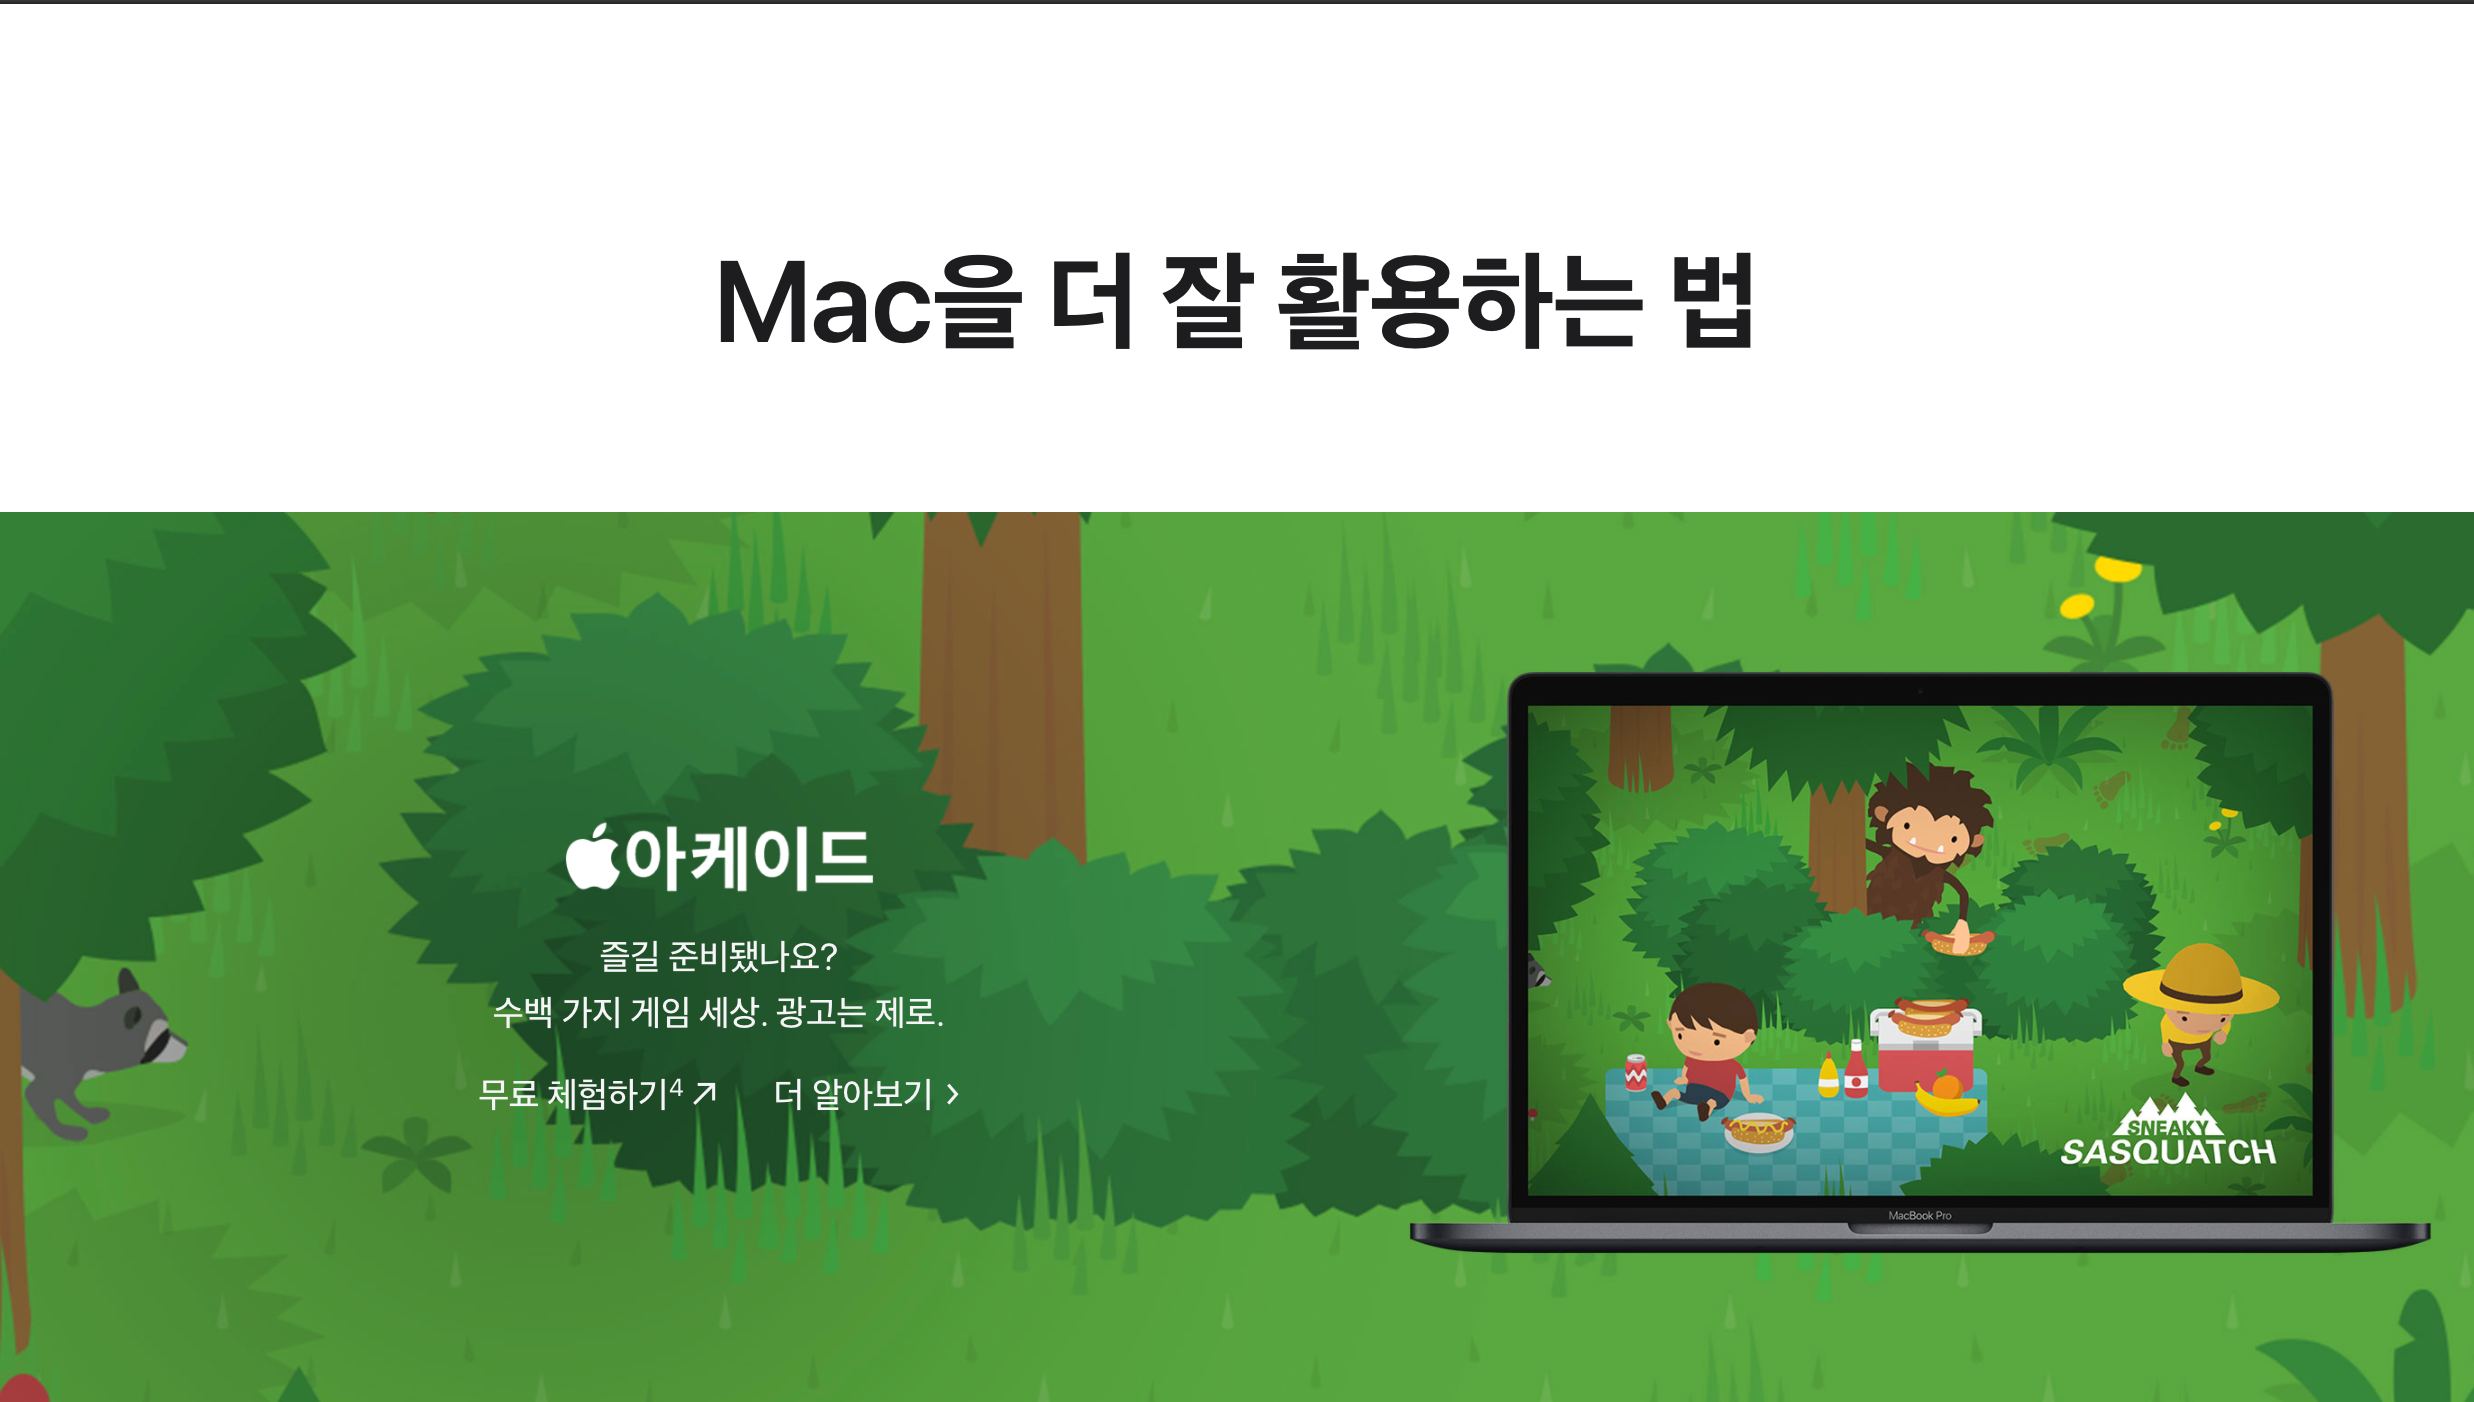 Mac을 더 잘 활용하는 법
아케이드
즐길 준비됐나요?
수백 가지 게임 세상. 광고는 제로.
무료 체험하기⁴ 더 알아보기
SNEAKY
SASQUATCH
MacBook Pro